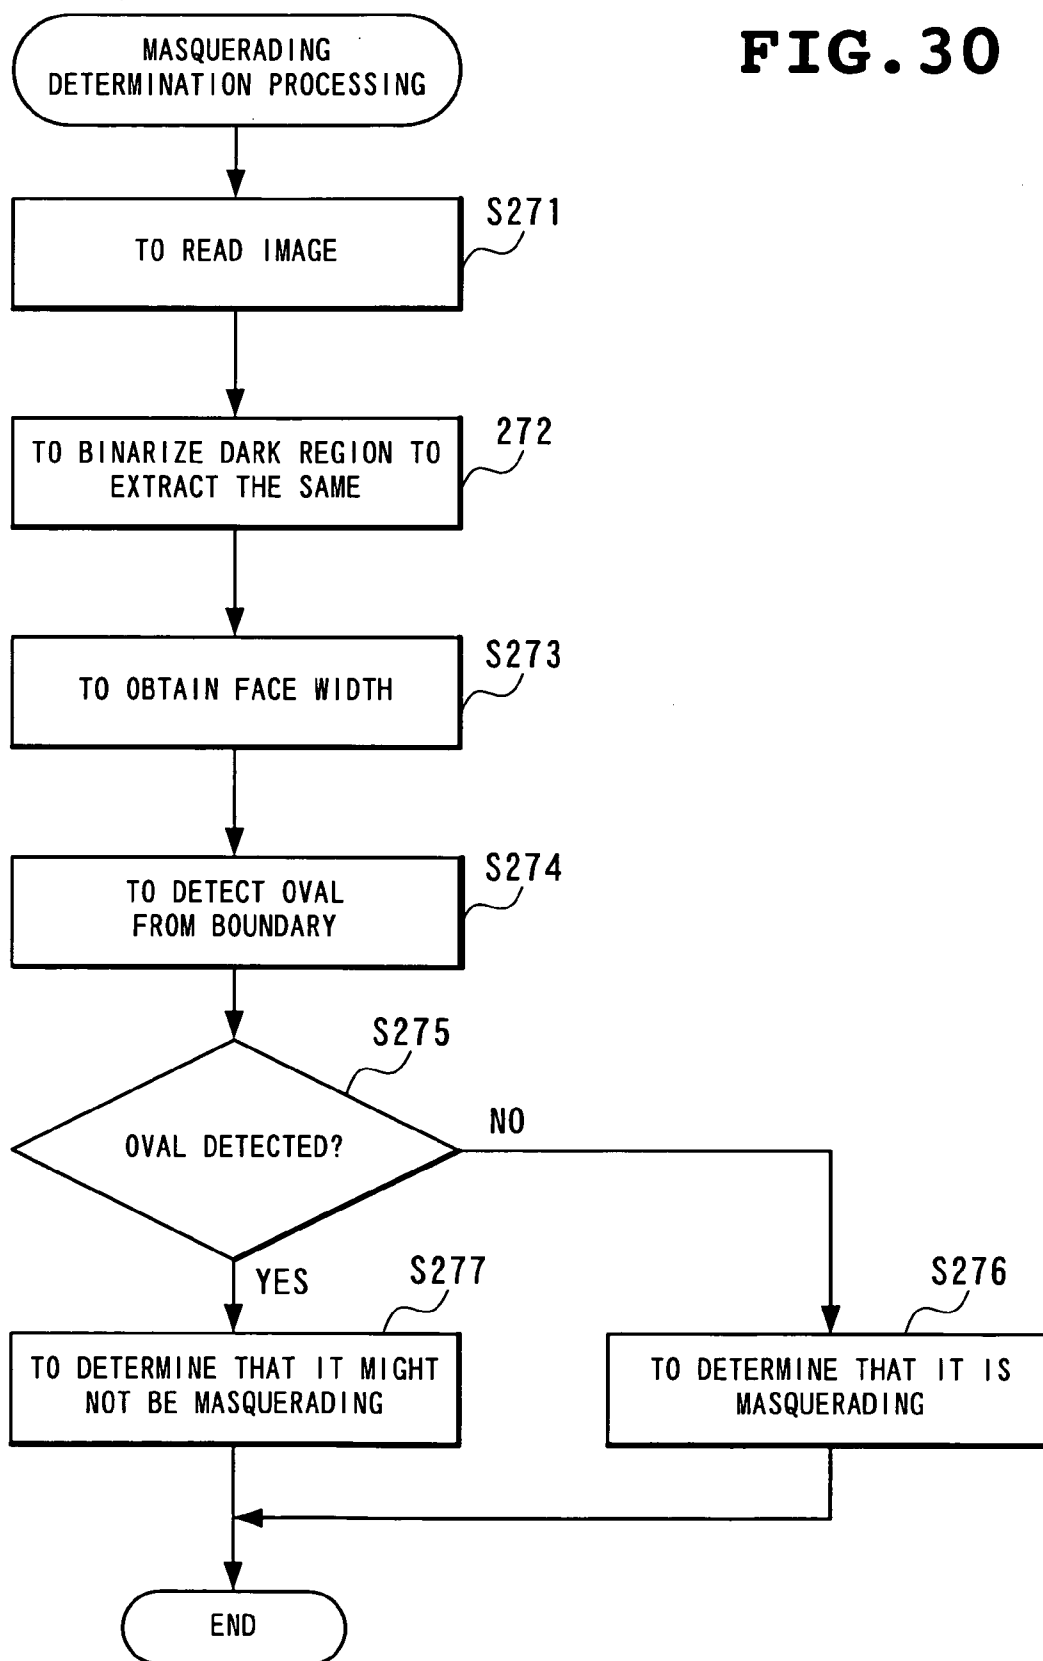 FIG.30
MASQUERADING
DETERMINATION PROCESSING
S271
TO READ IMAGE
272
TO BINARIZE DARK REGION TO
EXTRACT THE SAME
S273
TO OBTAIN FACE WIDTH
S274
TO DETECT OVAL
FROM BOUNDARY
S275
OVAL DETECTED?
NO
YES
S277
TO DETERMINE THAT IT MIGHT
NOT BE MASQUERADING
S276
TO DETERMINE THAT IT IS
MASQUERADING
END